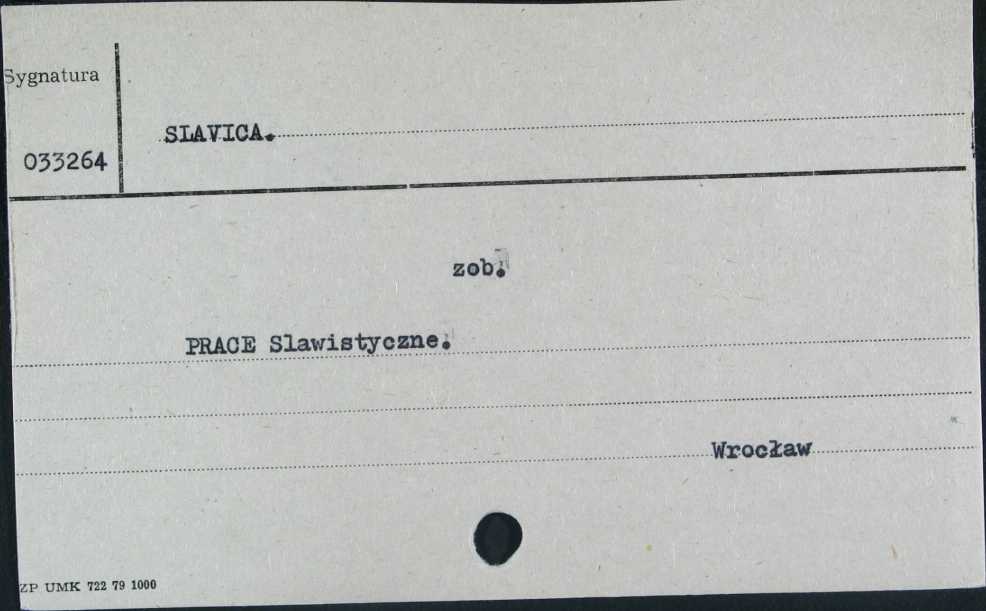 Sygnatura
SLAVICA.
033264
zob.
PRACE Slawistyczne.
Wrocław
ZP UMK 722 79 1000